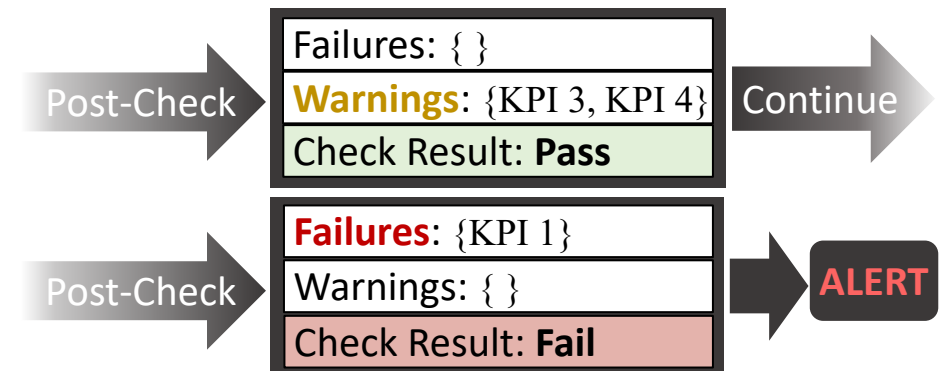 Post-Check
Failures: { }
Warnings: {KPI 3, KPI 4}
Check Result: Pass
Continue
Post-Check
Failures: {KPI 1}
Warnings: { }
Check Result: Fail
ALERT